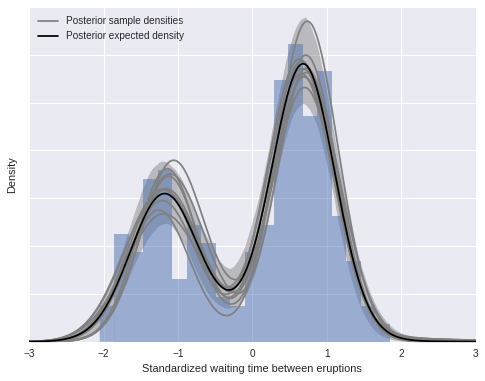 Posterior sample densities
Posterior expected density
Density
−3 −2 −1 0 1 2 3
Standardized waiting time between eruptions